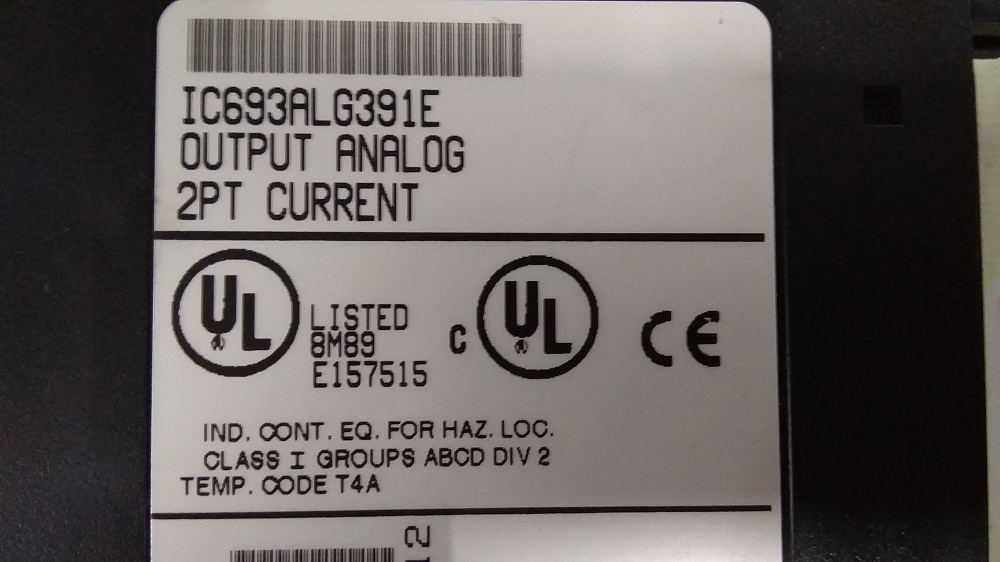 IC693ALG391E
OUTPUT ANALOG
2PT CURRENT
UL
LISTED
8M89
E157515
C UL
CE
IND. CONT. EQ. FOR HAZ. LOC.
CLASS I GROUPS ABCD DIV 2
TEMP. CODE T4A